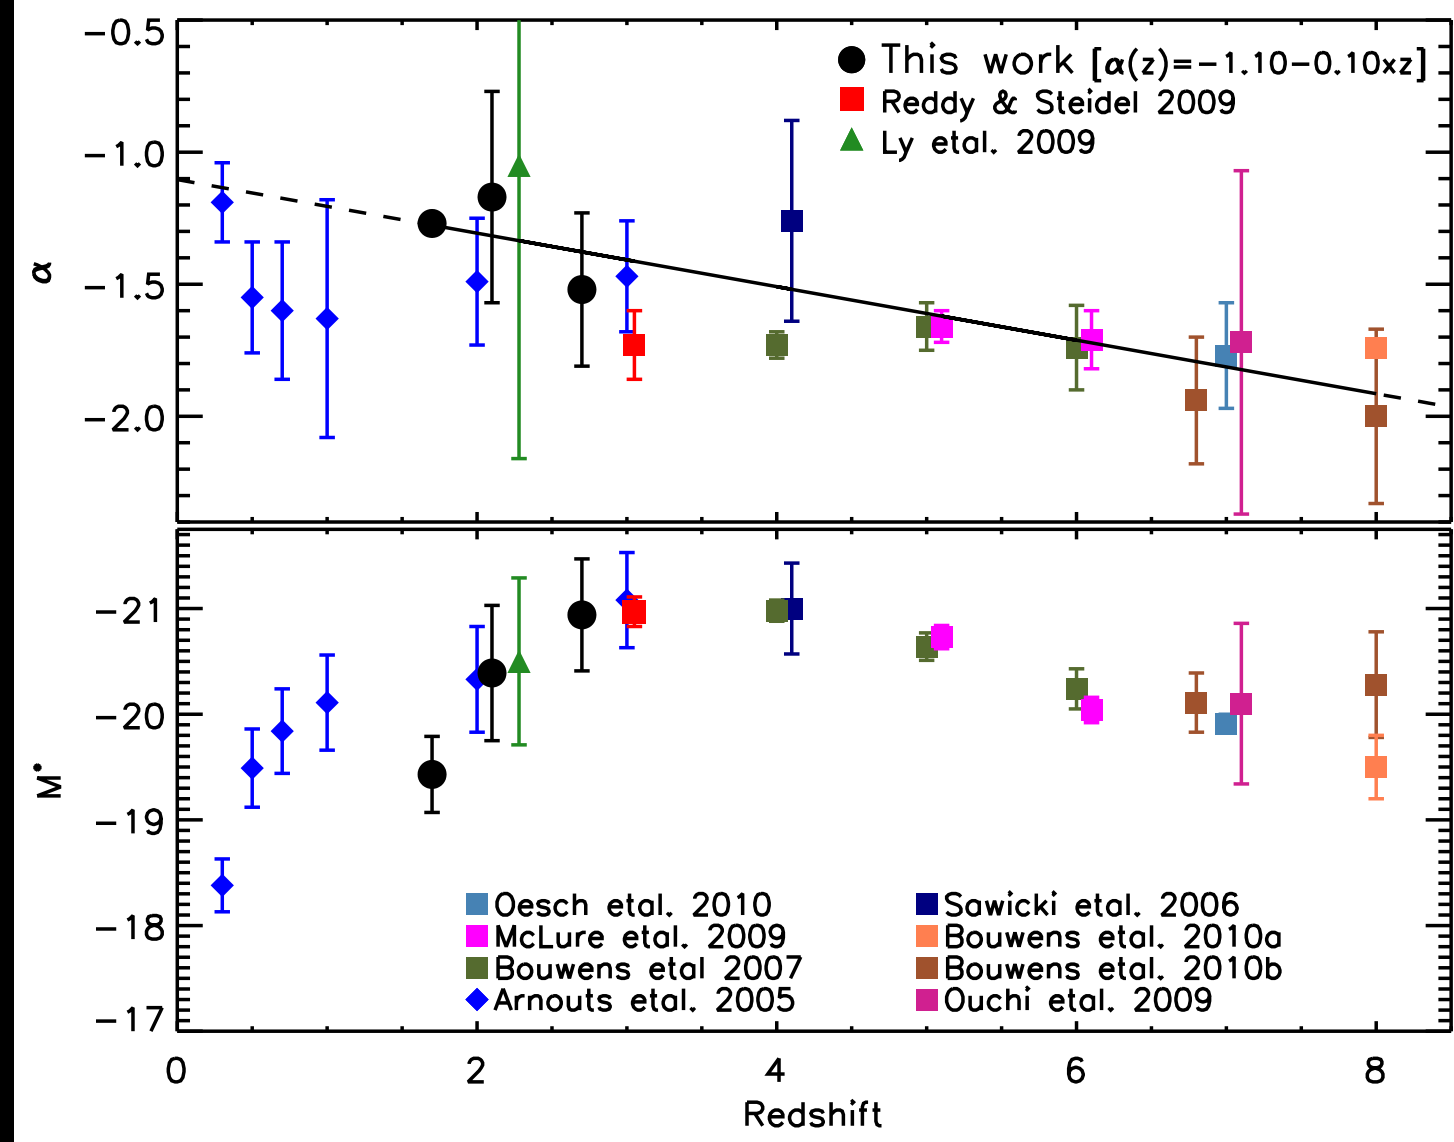 −0.5
This work [α(z)=−1.10−0.10xz]
Reddy & Steidel 2009
Ly etal. 2009
−1.0
−1.5
−2.0
α
−21
−20
−19
−18
−17
M*
Oesch etal. 2010
McLure etal. 2009
Bouwens etal 2007
Arnouts etal. 2005
Sawicki etal. 2006
Bouwens etal. 2010a
Bouwens etal. 2010b
Ouchi etal. 2009
0 2 4 6 8
Redshift